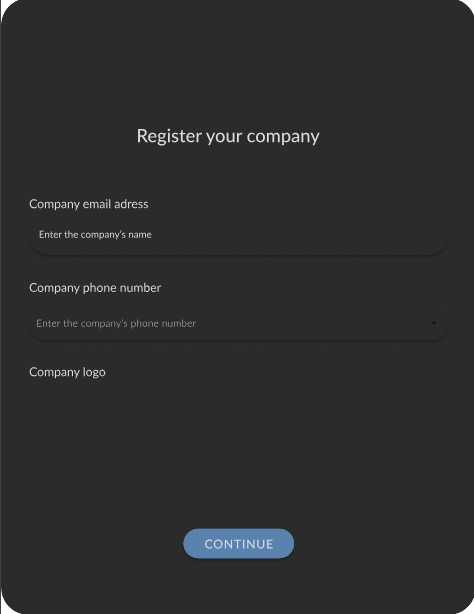 Register your company
Company email adress
Enter the company's name
Company phone number
Enter the company's phone number
Company logo
CONTINUE